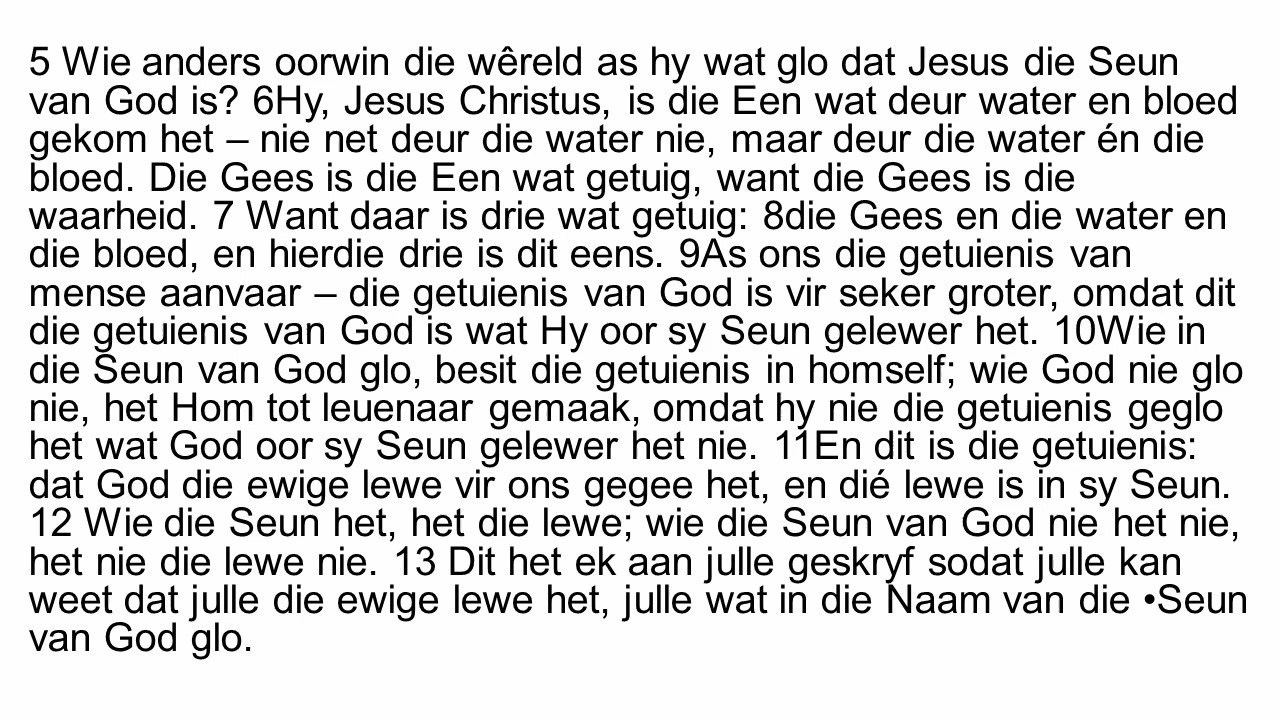 5 Wie anders oorwin die wêreld as hy wat glo dat Jesus die Seun
van God is? 6Hy, Jesus Christus, is die Een wat deur water en bloed
gekom het – nie net deur die water nie, maar deur die water én die
bloed. Die Gees is die Een wat getuig, want die Gees is die
waarheid. 7 Want daar is drie wat getuig: 8die Gees en die water en
die bloed, en hierdie drie is dit eens. 9As ons die getuienis van
mense aanvaar – die getuienis van God is vir seker groter, omdat dit
die getuienis van God is wat Hy oor sy Seun gelewer het. 10Wie in
die Seun van God glo, besit die getuienis in homself; wie God nie glo
nie, het Hom tot leuenaar gemaak, omdat hy nie die getuienis geglo
het wat God oor sy Seun gelewer het nie. 11En dit is die getuienis:
dat God die ewige lewe vir ons gegee het, en dié lewe is in sy Seun.
12 Wie die Seun het, het die lewe; wie die Seun van God nie het nie,
het nie die lewe nie. 13 Dit het ek aan julle geskryf sodat julle kan
weet dat julle die ewige lewe het, julle wat in die Naam van die •Seun
van God glo.